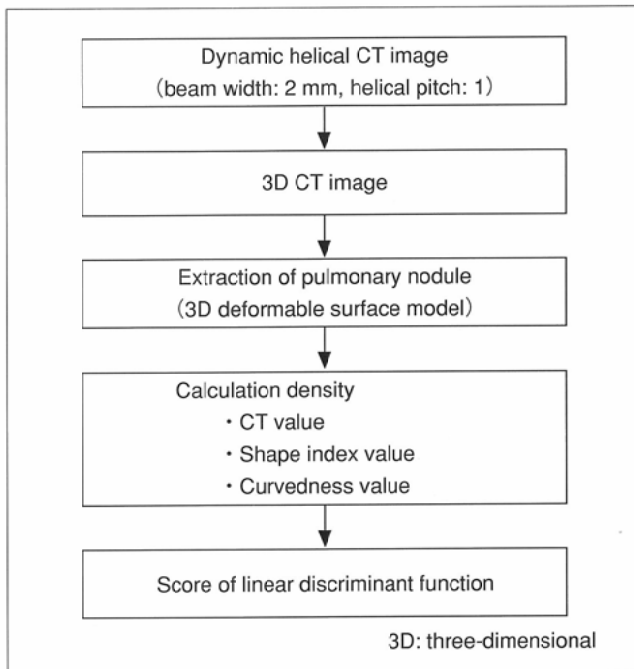 Dynamic helical CT image
(beam width: 2 mm, helical pitch: 1)
3D CT image
Extraction of pulmonary nodule
(3D deformable surface model)
Calculation density
・CT value
・Shape index value
・Curvedness value
Score of linear discriminant function
3D: three-dimensional